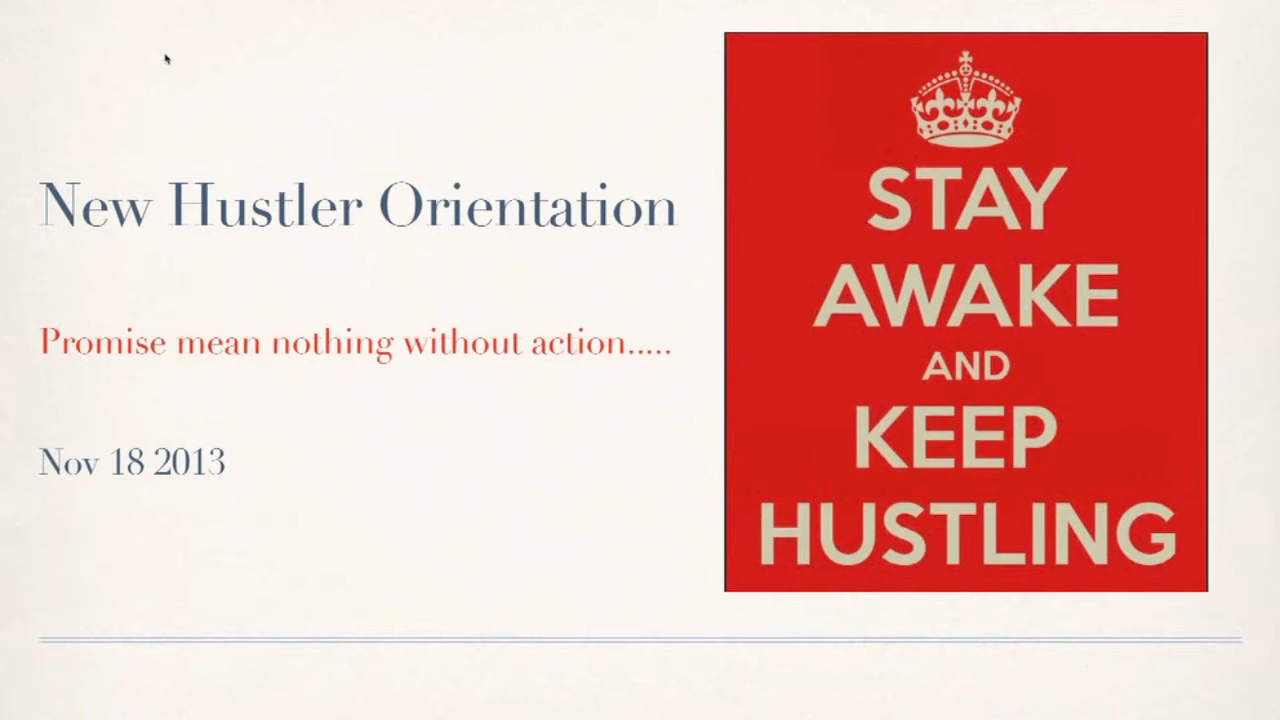 New Hustler Orientation
Promise mean nothing without action.....
Nov 18 2013
STAY
AWAKE
AND
KEEP
HUSTLING